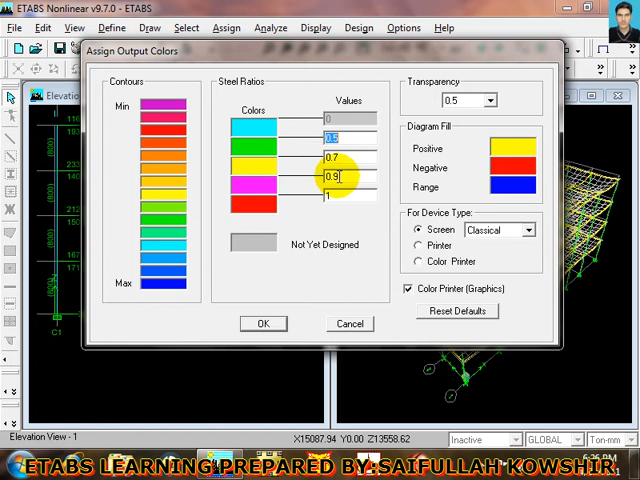 ETABS Nonlinear v9.7.0 - ETABS
File Edit View Define Draw Select Assign Analyze Display Design Options Help
Assign Output Colors
Contours
Min
Max
Steel Ratios
Colors
Values
0
0.5
0.7
0.9
1
Not Yet Designed
Transparency
0.5
Diagram Fill
Positive
Negative
Range
For Device Type:
Screen
Classical
Printer
Color Printer
Color Printer (Graphics)
Reset Defaults
OK
Cancel
Elevation View - 1
X15087.94 Y0.00 Z13558.62
Inactive
GLOBAL
Ton-mm
ETABS LEARNING PREPARED BY:SAIFULLAH KOWSHIR